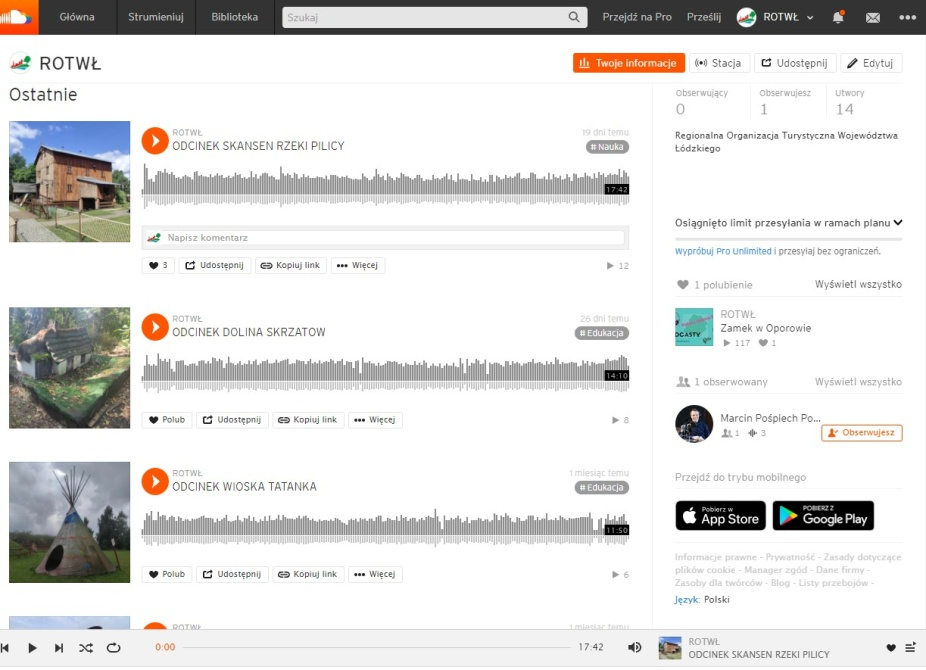 Główna Strumieniuj Biblioteka Szukaj Przejdź na Pro Prześlij ROTWŁ
ROTWŁ
Twoje informacje Stacja Udostępnij Edytuj
Ostatnie
ROTWŁ
ODCINEK SKANSEN RZEKI PILICY
19 dni temu
# Nauka
17:42
Napisz komentarz
3 Udostępnij Kopiuj link Więcej 12
ROTWŁ
ODCINEK DOLINA SKRZATOW
26 dni temu
# Edukacja
14:10
Polub Udostępnij Kopiuj link Więcej 8
ROTWŁ
ODCINEK WIOSKA TATANKA
1 miesiąc temu
# Edukacja
11:50
Polub Udostępnij Kopiuj link Więcej 6
ROTWŁ
1 miesiąc temu
Obserwujący Obserwujesz Utwory
0 1 14
Regionalna Organizacja Turystyczna Województwa
Łódzkiego
Osiągnięto limit przesyłania w ramach planu
Wypróbuj Pro Unlimited i przesyłaj bez ograniczeń.
1 polubienie Wyświetl wszystko
ROTWŁ
Zamek w Oporowie
117 1
1 obserwowany Wyświetl wszystko
Marcin Pośpiech Po...
1 3
Obserwujesz
Przejdź do trybu mobilnego
Pobierz w
App Store
POBIERZ Z
Google Play
Informacje prawne - Prywatność - Zasady dotyczące
plików cookie - Manager zgód - Dane firmy -
Zasoby dla twórców - Blog - Listy przebojów -
Język: Polski
0:00 17:42
ROTWŁ
ODCINEK SKANSEN RZEKI PILICY